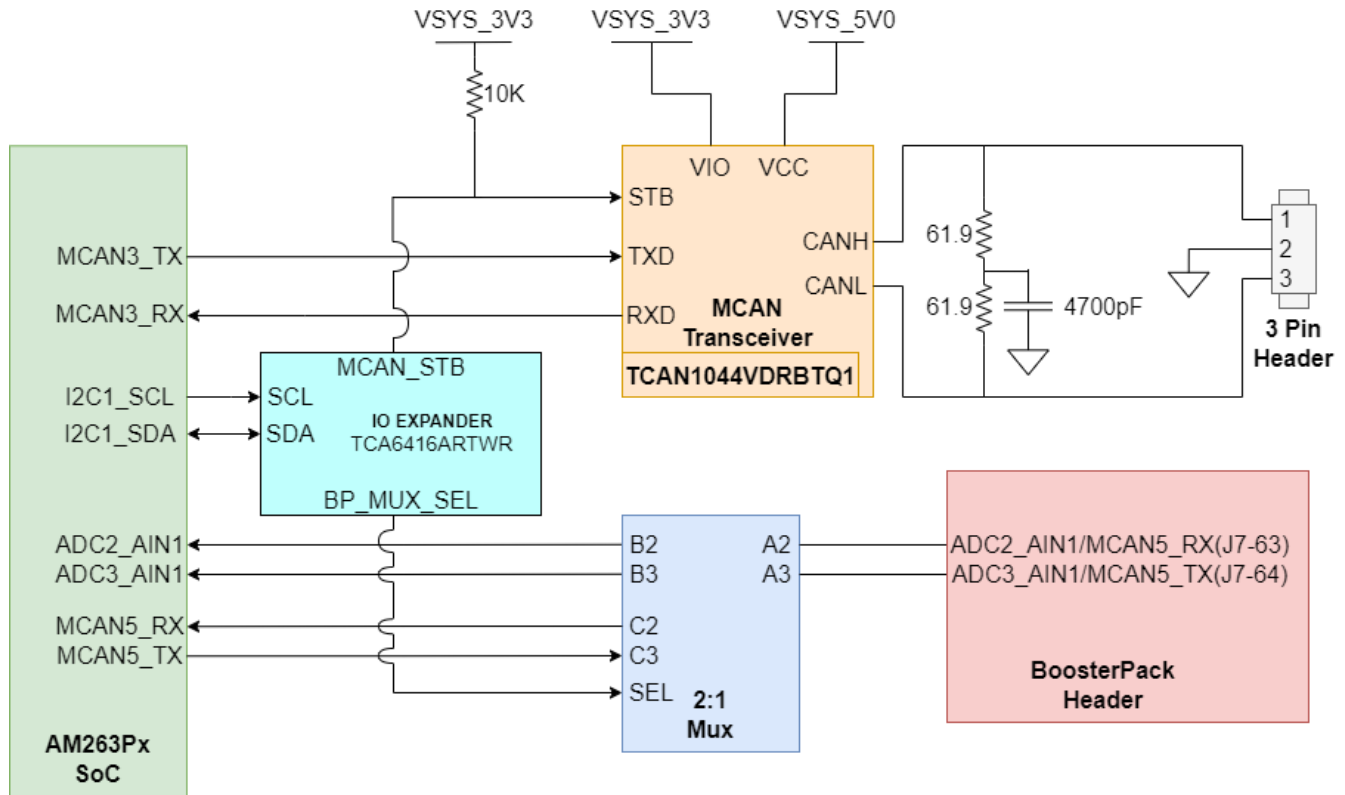 VSYS_3V3
VSYS_3V3
VSYS_5V0
10K
VIO
VCC
STB
MCAN3_TX
TXD
CANH
61.9
1
2
3
CANL
MCAN3_RX
RXD
MCAN
Transceiver
61.9
4700pF
3 Pin
Header
MCAN_STB
TCAN1044VDRBTQ1
I2C1_SCL
SCL
IO EXPANDER
I2C1_SDA
SDA
TCA6416ARTWR
BP_MUX_SEL
ADC2_AIN1
B2
A2
ADC2_AIN1/MCAN5_RX(J7-63)
ADC3_AIN1
B3
A3
ADC3_AIN1/MCAN5_TX(J7-64)
MCAN5_RX
C2
MCAN5_TX
C3
SEL
2:1
Mux
BoosterPack
Header
AM263Px
SoC